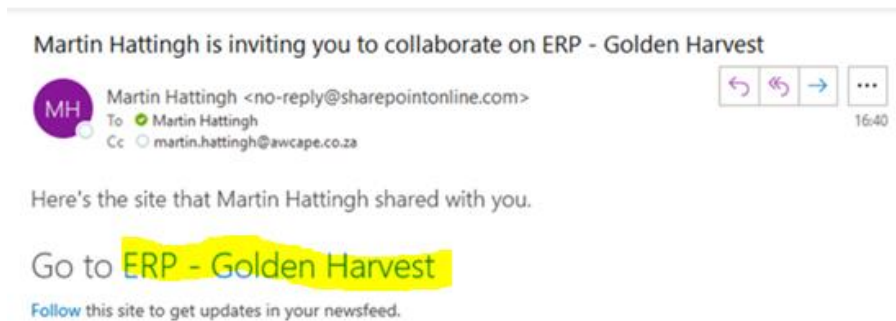 Martin Hattingh is inviting you to collaborate on ERP - Golden Harvest
MH
Martin Hattingh <no-reply@sharepointonline.com>
To Martin Hattingh
Cc martin.hattingh@awcape.co.za
16:40
Here's the site that Martin Hattingh shared with you.
Go to ERP - Golden Harvest
Follow this site to get updates in your newsfeed.